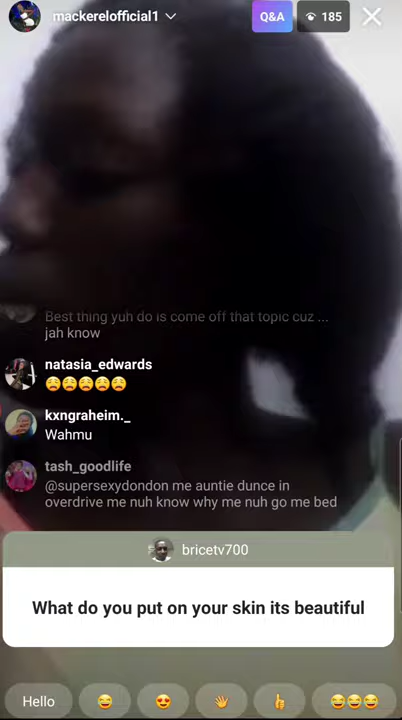 mackerelofficial1
Q&A
185
Best thing yuh do is come off that topic cuz ...
jah know
natasia_edwards
😩😩😩😩😩
kxngraheim._
Wahmu
tash_goodlife
@supersexydondon me auntie dunce in
overdrive me nuh know why me nuh go me bed
bricetv700
What do you put on your skin its beautiful
Hello
😂
😍
👋
👍
😂😂😂